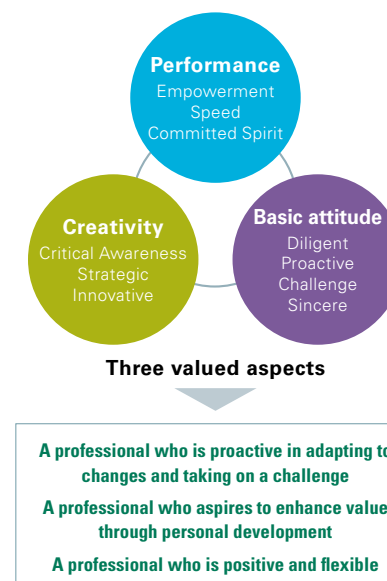 Performance
Empowerment
Speed
Committed Spirit
Creativity
Critical Awareness
Strategic
Innovative
Basic attitude
Diligent
Proactive
Challenge
Sincere
Three valued aspects
A professional who is proactive in adapting to
changes and taking on a challenge
A professional who aspires to enhance value
through personal development
A professional who is positive and flexible